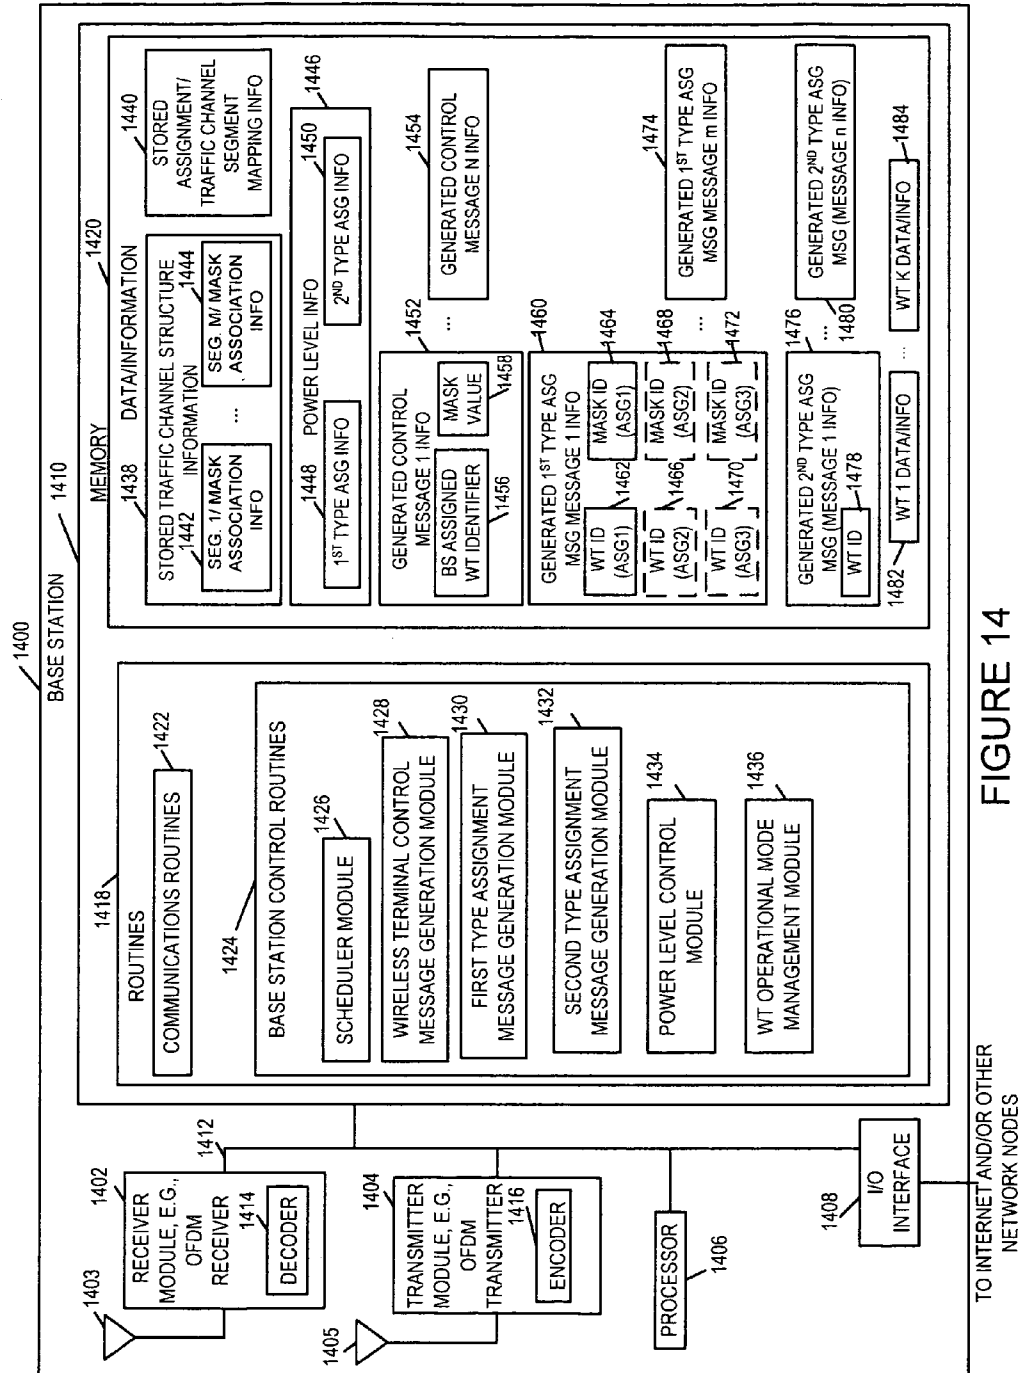 1400
BASE STATION
1410
MEMORY
1403
1402
RECEIVER
MODULE, E.G.,
OFDM
RECEIVER
1414
DECODER
1412
1405
1404
TRANSMITTER
MODULE, E.G.,
OFDM
TRANSMITTER
1416
ENCODER
PROCESSOR
1406
1408
I/O
INTERFACE
TO INTERNET AND/OR OTHER
NETWORK NODES
1418
ROUTINES
1422
COMMUNICATIONS ROUTINES
1424
BASE STATION CONTROL ROUTINES
1426
SCHEDULER MODULE
1428
WIRELESS TERMINAL CONTROL
MESSAGE GENERATION MODULE
1430
FIRST TYPE ASSIGNMENT
MESSAGE GENERATION MODULE
1432
SECOND TYPE ASSIGNMENT
MESSAGE GENERATION MODULE
1434
POWER LEVEL CONTROL
MODULE
1436
WT OPERATIONAL MODE
MANAGEMENT MODULE
1420
DATA/INFORMATION
1438
STORED TRAFFIC CHANNEL STRUCTURE
INFORMATION
1442
SEG. 1/ MASK
ASSOCIATION
INFO
...
1444
SEG. M/ MASK
ASSOCIATION
INFO
1440
STORED
ASSIGNMENT/
TRAFFIC CHANNEL
SEGMENT
MAPPING INFO
1446
POWER LEVEL INFO
1448
1ST TYPE ASG INFO
1450
2ND TYPE ASG INFO
1452
GENERATED CONTROL
MESSAGE 1 INFO
BS ASSIGNED
WT IDENTIFIER
1456
MASK
VALUE
1458
...
1454
GENERATED CONTROL
MESSAGE N INFO
1460
GENERATED 1ST TYPE ASG
MSG MESSAGE 1 INFO
1462
WT ID
(ASG1)
1464
MASK ID
(ASG1)
1466
WT ID
(ASG2)
1468
MASK ID
(ASG2)
1470
WT ID
(ASG3)
1472
MASK ID
(ASG3)
...
1474
GENERATED 1ST TYPE ASG
MSG MESSAGE m INFO
1476
GENERATED 2ND TYPE ASG
MSG (MESSAGE 1 INFO)
1478
WT ID
...
1480
GENERATED 2ND TYPE ASG
MSG (MESSAGE n INFO)
1482
WT 1 DATA/INFO
...
1484
WT K DATA/INFO
FIGURE 14